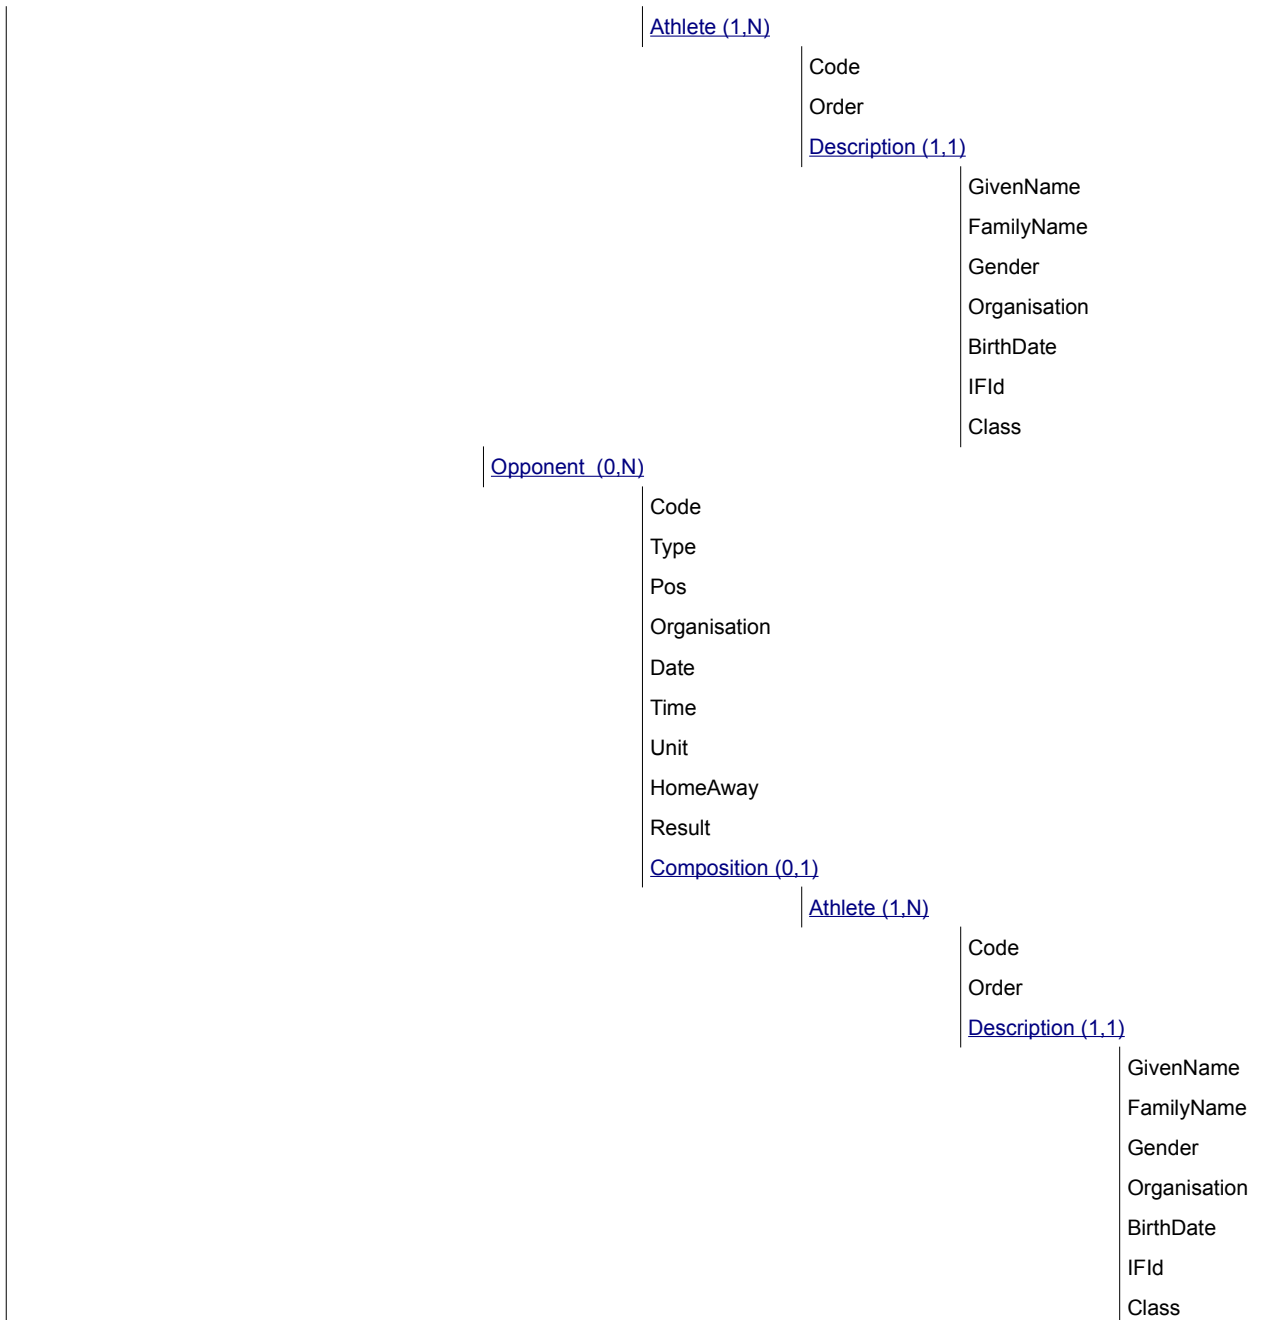 Athlete (1,N)
Code
Order
Description (1,1)
GivenName
FamilyName
Gender
Organisation
BirthDate
IFId
Class
Opponent  (0,N)
Code
Type
Pos
Organisation
Date
Time
Unit
HomeAway
Result
Composition (0,1)
Athlete (1,N)
Code
Order
Description (1,1)
GivenName
FamilyName
Gender
Organisation
BirthDate
IFId
Class